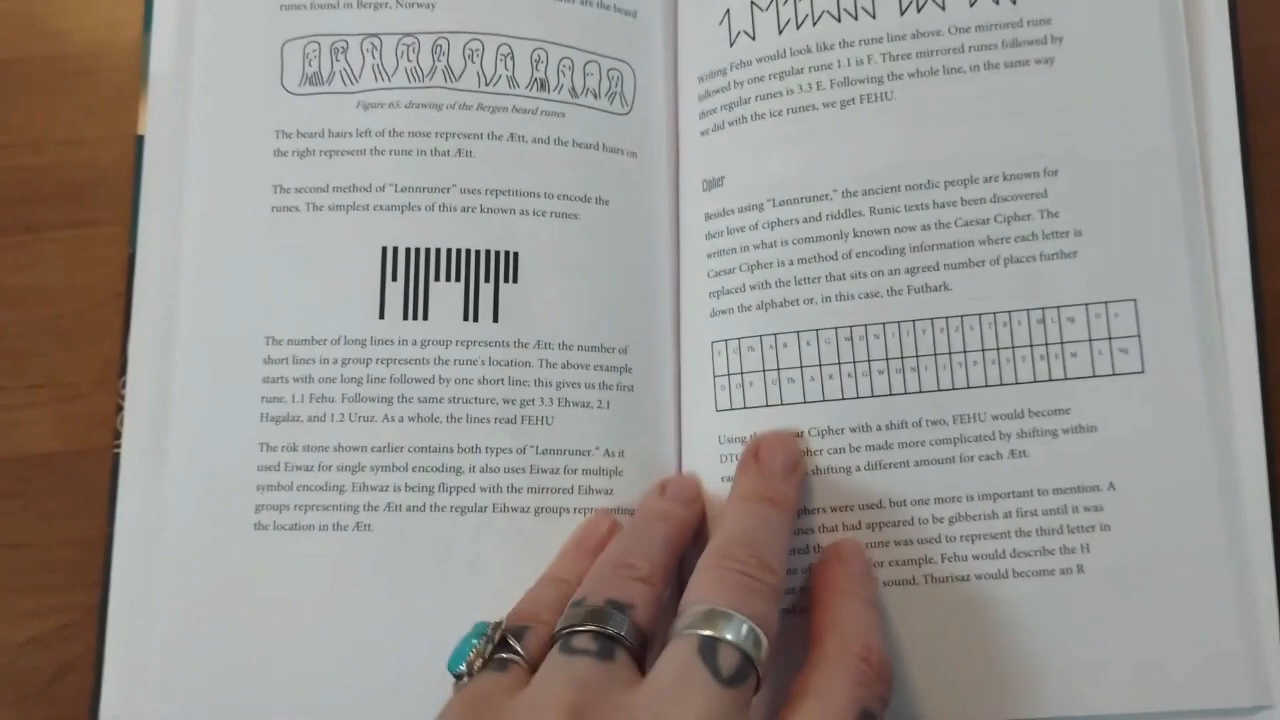 runes found in Berger, Norway
are the beard
Figure 65: drawing of the Bergen beard runes
The beard hairs left of the nose represent the Ætt, and the beard hairs on
the right represent the rune in that Ætt.
The second method of "Lønnruner" uses repetitions to encode the
runes. The simplest examples of this are known as ice runes:
The number of long lines in a group represents the Ætt; the number of
short lines in a group represents the rune's location. The above example
starts with one long line followed by one short line; this gives us the first
rune, 1.1 Fehu. Following the same structure, we get 3.3 Ehwaz, 2.1
Hagalaz, and 1.2 Uruz. As a whole, the lines read FEHU
The rök stone shown earlier contains both types of "Lønnruner." As it
used Eiwaz for single symbol encoding, it also uses Eiwaz for multiple
symbol encoding. Eihwaz is being flipped with the mirrored Eihwaz
groups representing the Ætt and the regular Eihwaz groups representing
the location in the Ætt.
Writing Fehu would look like the rune line above. One mirrored rune
followed by one regular rune 1.1 is F. Three mirrored runes followed by
three regular runes is 3.3 E. Following the whole line, in the same way
we did with the ice runes, we get FEHU.
Cipher
Besides using "Lønnruner," the ancient nordic people are known for
their love of ciphers and riddles. Runic texts have been discovered
written in what is commonly known now as the Caesar Cipher. The
Caesar Cipher is a method of encoding information where each letter is
replaced with the letter that sits on an agreed number of places further
down the alphabet or, in this case, the Futhark.
F U Th A R K G W H N
O F U Th A R K G W H N
Using Cipher with a shift of two, FEHU would become
can be made more complicated by shifting within
shifting a different amount for each Ætt.
were used, but one more is important to mention. A
that had appeared to be gibberish at first until it was
rune was used to represent the third letter in
or example, Fehu would describe the H
sound, Thurisaz would become an R